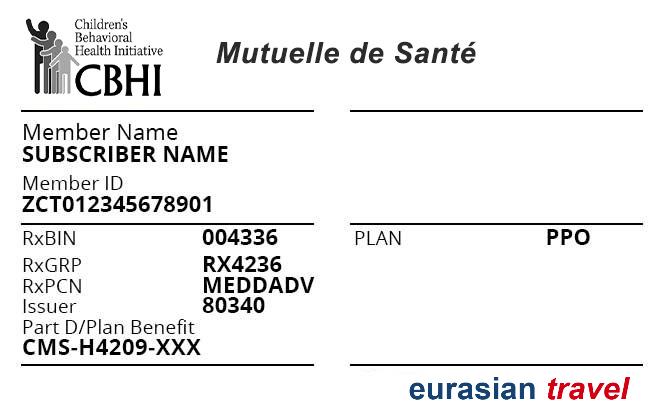 Children's
Behavioral
Health Initiative
CBHI
Mutuelle de Santé
Member Name
SUBSCRIBER NAME
Member ID
ZCT012345678901
RxBIN 004336
RxGRP RX4236
RxPCN MEDDADV
Issuer 80340
Part D/Plan Benefit
CMS-H4209-XXX
PLAN PPO
eurasian travel